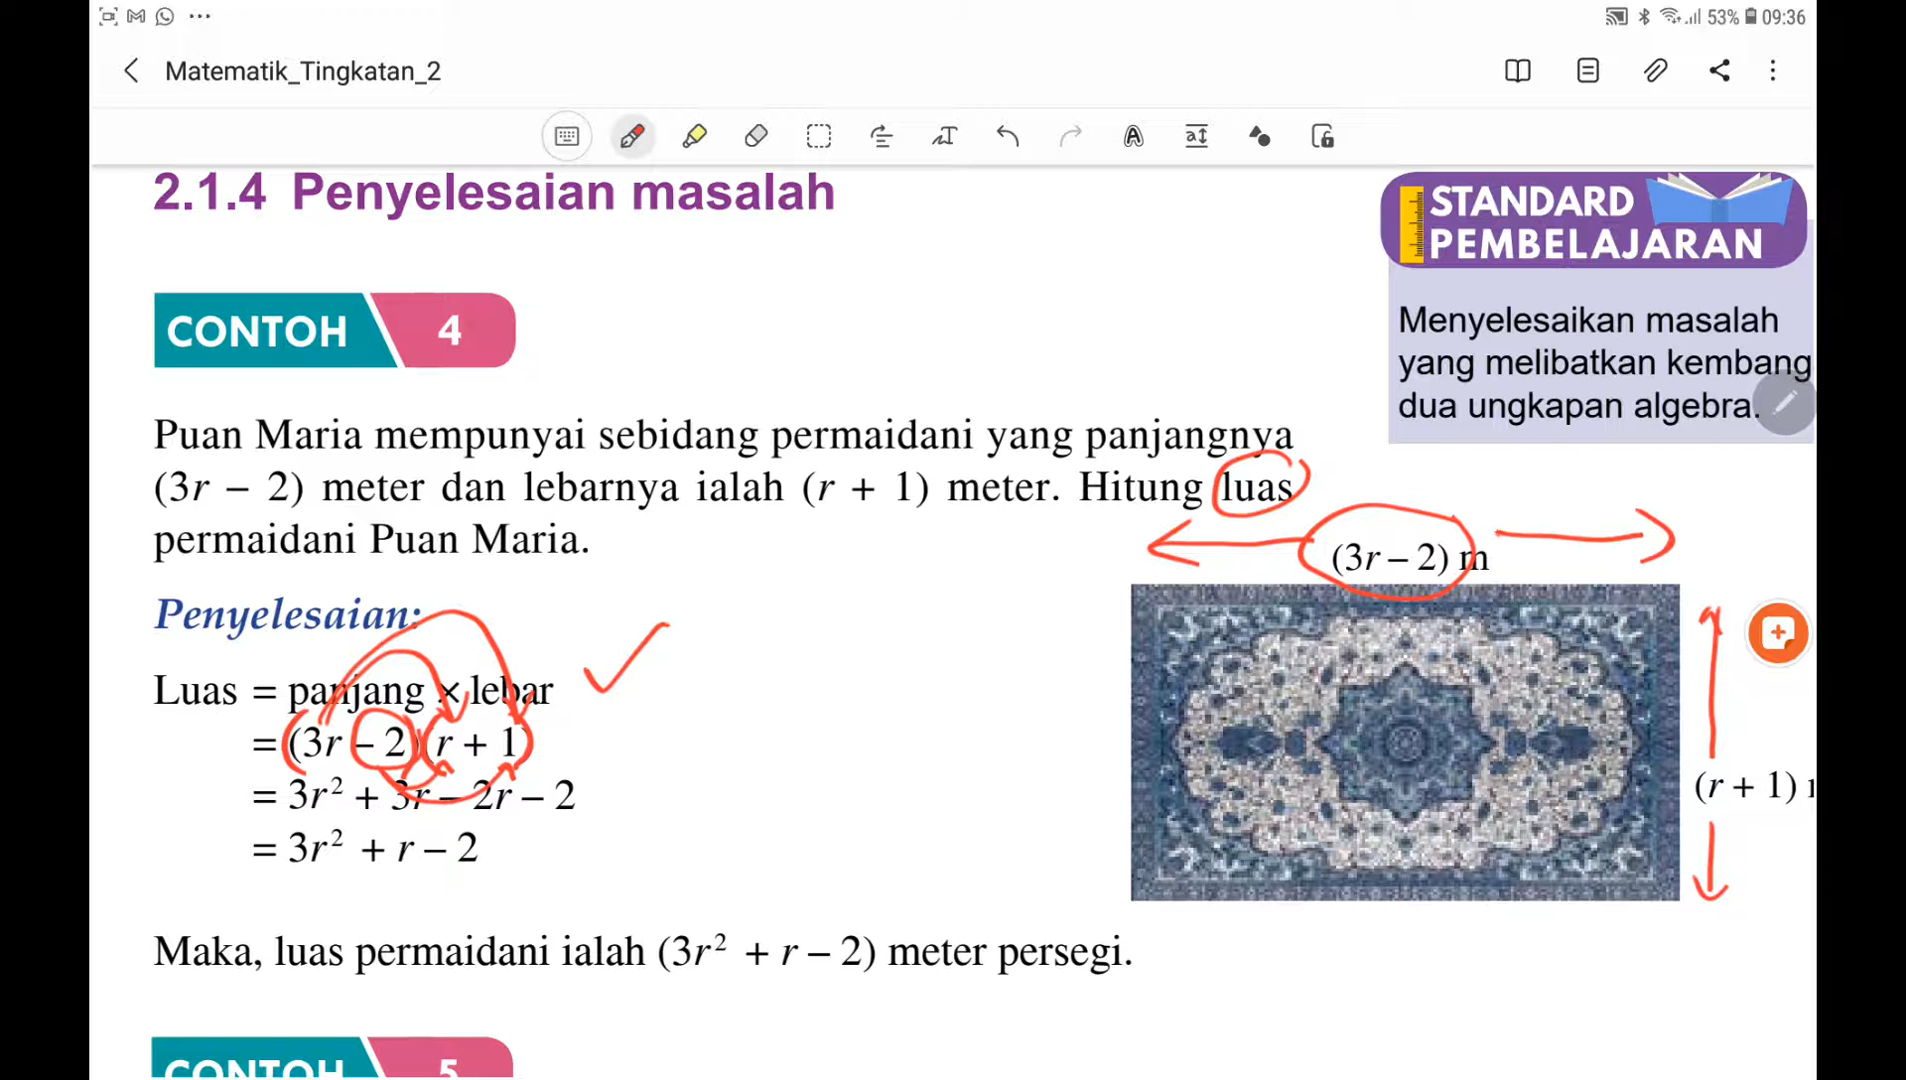 53% 09:36
Matematik_Tingkatan_2
2.1.4 Penyelesaian masalah
STANDARD
PEMBELAJARAN
Menyelesaikan masalah
yang melibatkan kembang
dua ungkapan algebra.
CONTOH 4
Puan Maria mempunyai sebidang permaidani yang panjangnya
(3r − 2) meter dan lebarnya ialah (r + 1) meter. Hitung luas
permaidani Puan Maria.
(3r − 2) m
(r + 1)
Penyelesaian:
Luas = panjang × lebar
= (3r − 2)(r + 1)
= 3r² + 3r − 2r − 2
= 3r² + r − 2
Maka, luas permaidani ialah (3r² + r − 2) meter persegi.
CONTOH 5